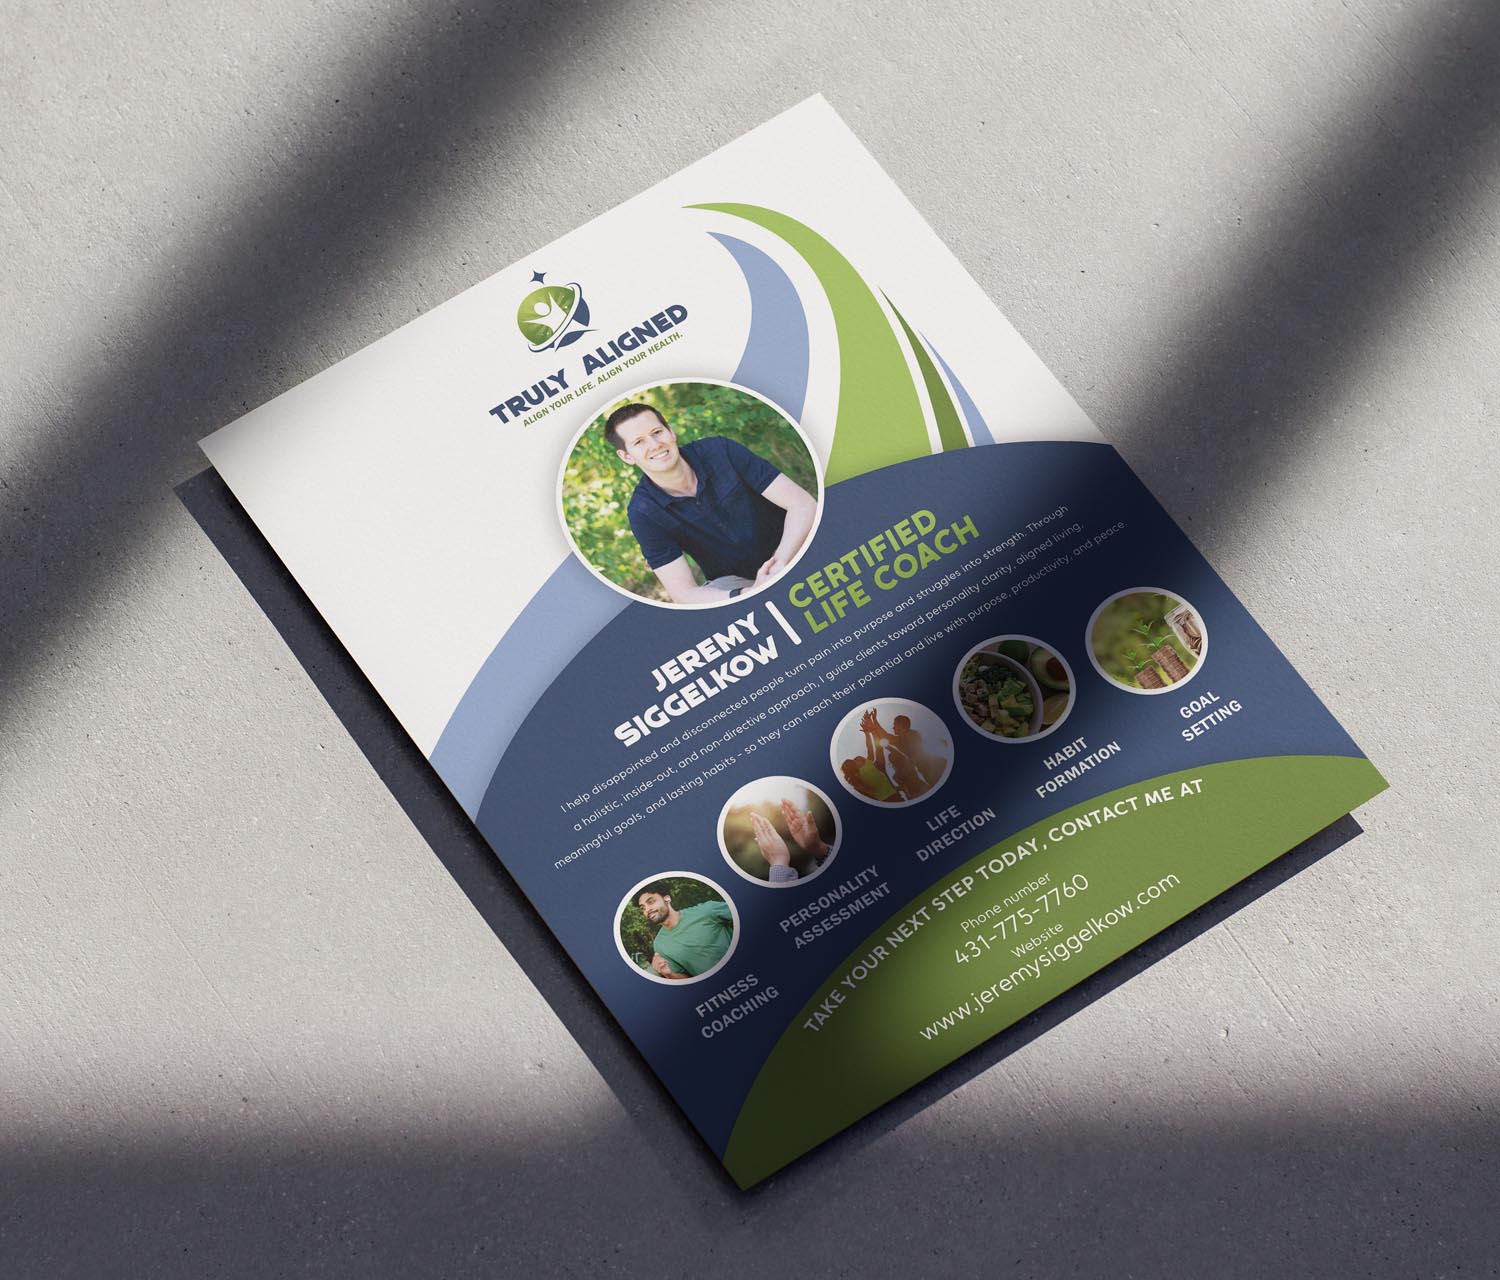 TRULY ALIGNED
ALIGN YOUR LIFE. ALIGN YOUR HEALTH.
JEREMY
SIGGELKOW
CERTIFIED
LIFE COACH
I help disappointed and disconnected people turn pain into purpose and struggles into strength. Through
a holistic, inside-out, and non-directive approach, I guide clients toward personality clarity, aligned living,
meaningful goals, and lasting habits - so they can reach their potential and live with purpose, productivity, and peace.
FITNESS
COACHING
PERSONALITY
ASSESSMENT
LIFE
DIRECTION
HABIT
FORMATION
GOAL
SETTING
TAKE YOUR NEXT STEP TODAY, CONTACT ME AT
Phone number
431-775-7760
Website
www.jeremysiggelkow.com